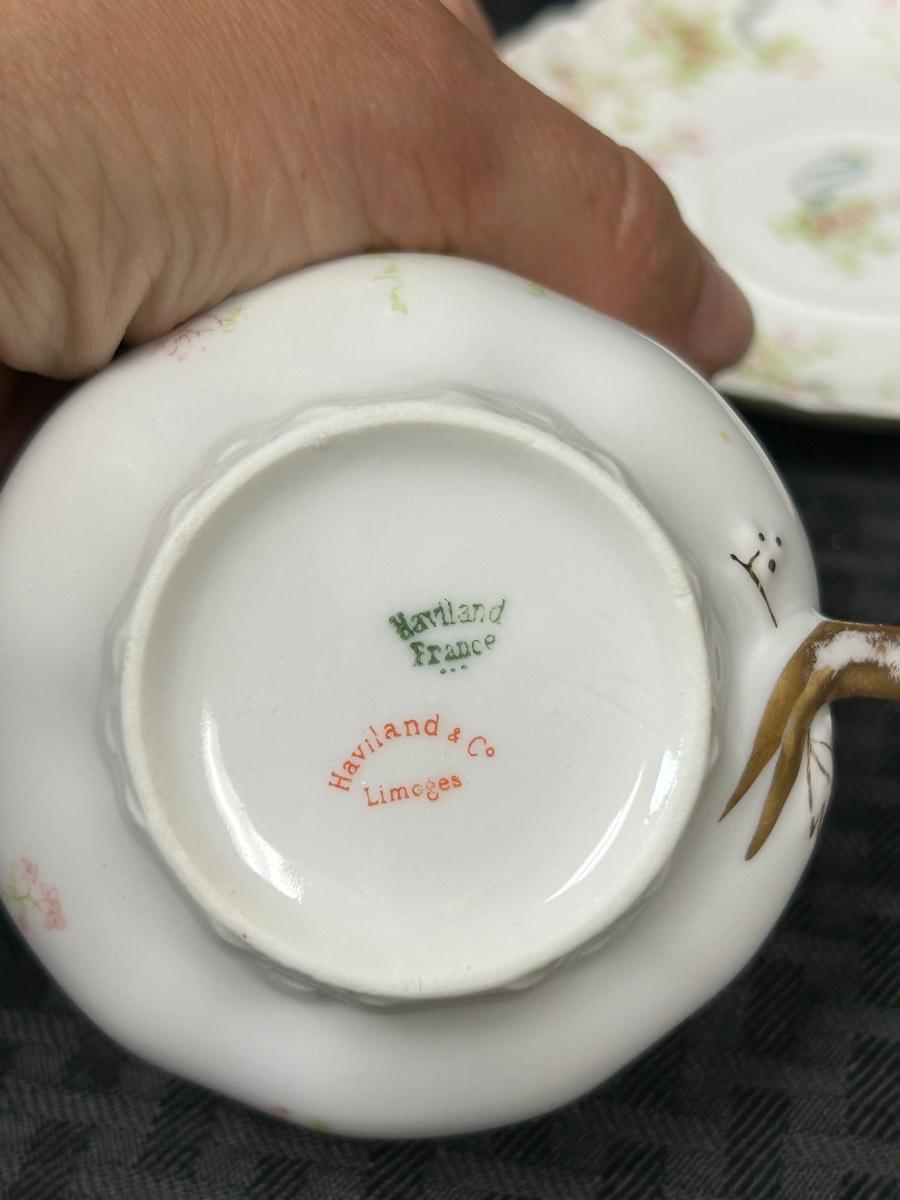 Haviland
France
Haviland & Co
Limoges